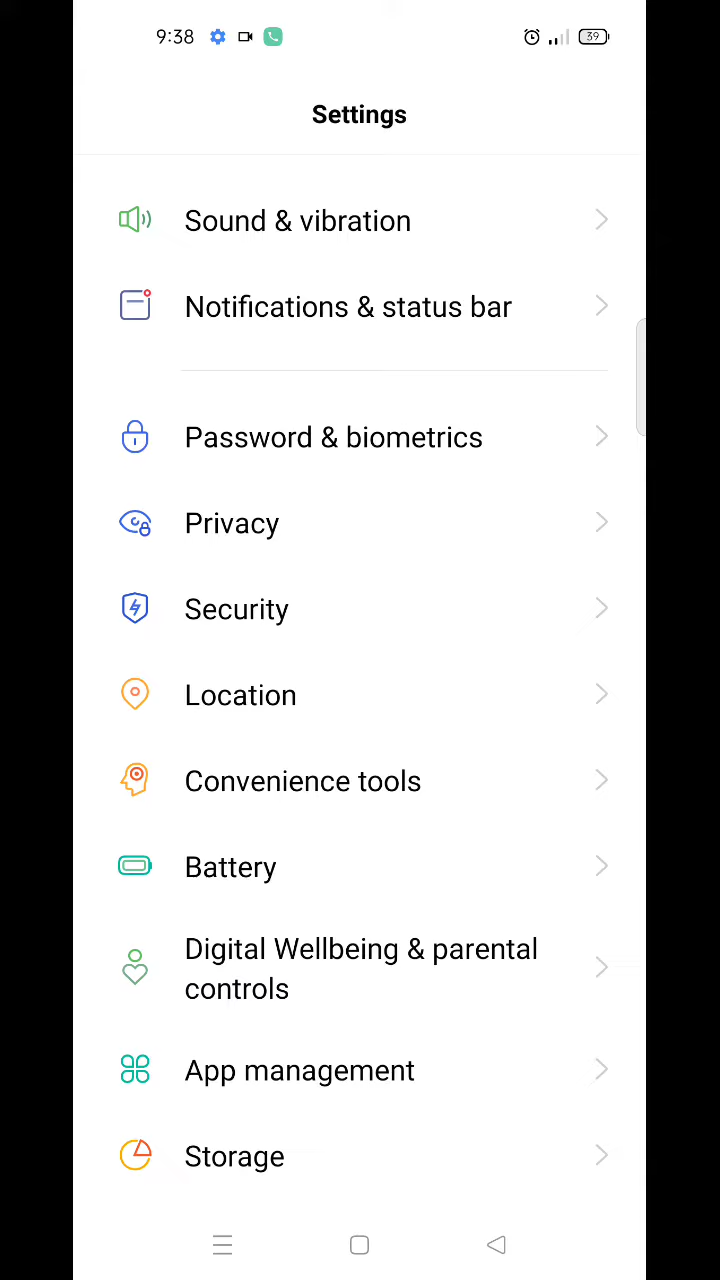 9:38
39
Settings
Sound & vibration
Notifications & status bar
Password & biometrics
Privacy
Security
Location
Convenience tools
Battery
Digital Wellbeing & parental
controls
App management
Storage